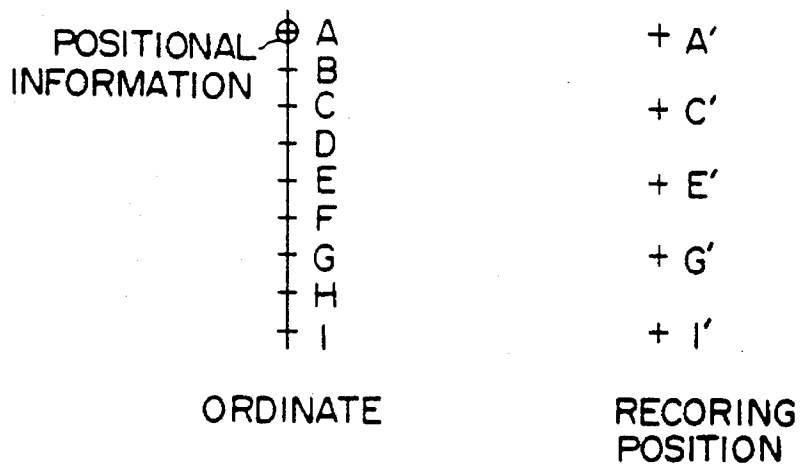 POSITIONAL
INFORMATION
A
B
C
D
E
F
G
H
I
ORDINATE
A'
C'
E'
G'
I'
RECORING
POSITION